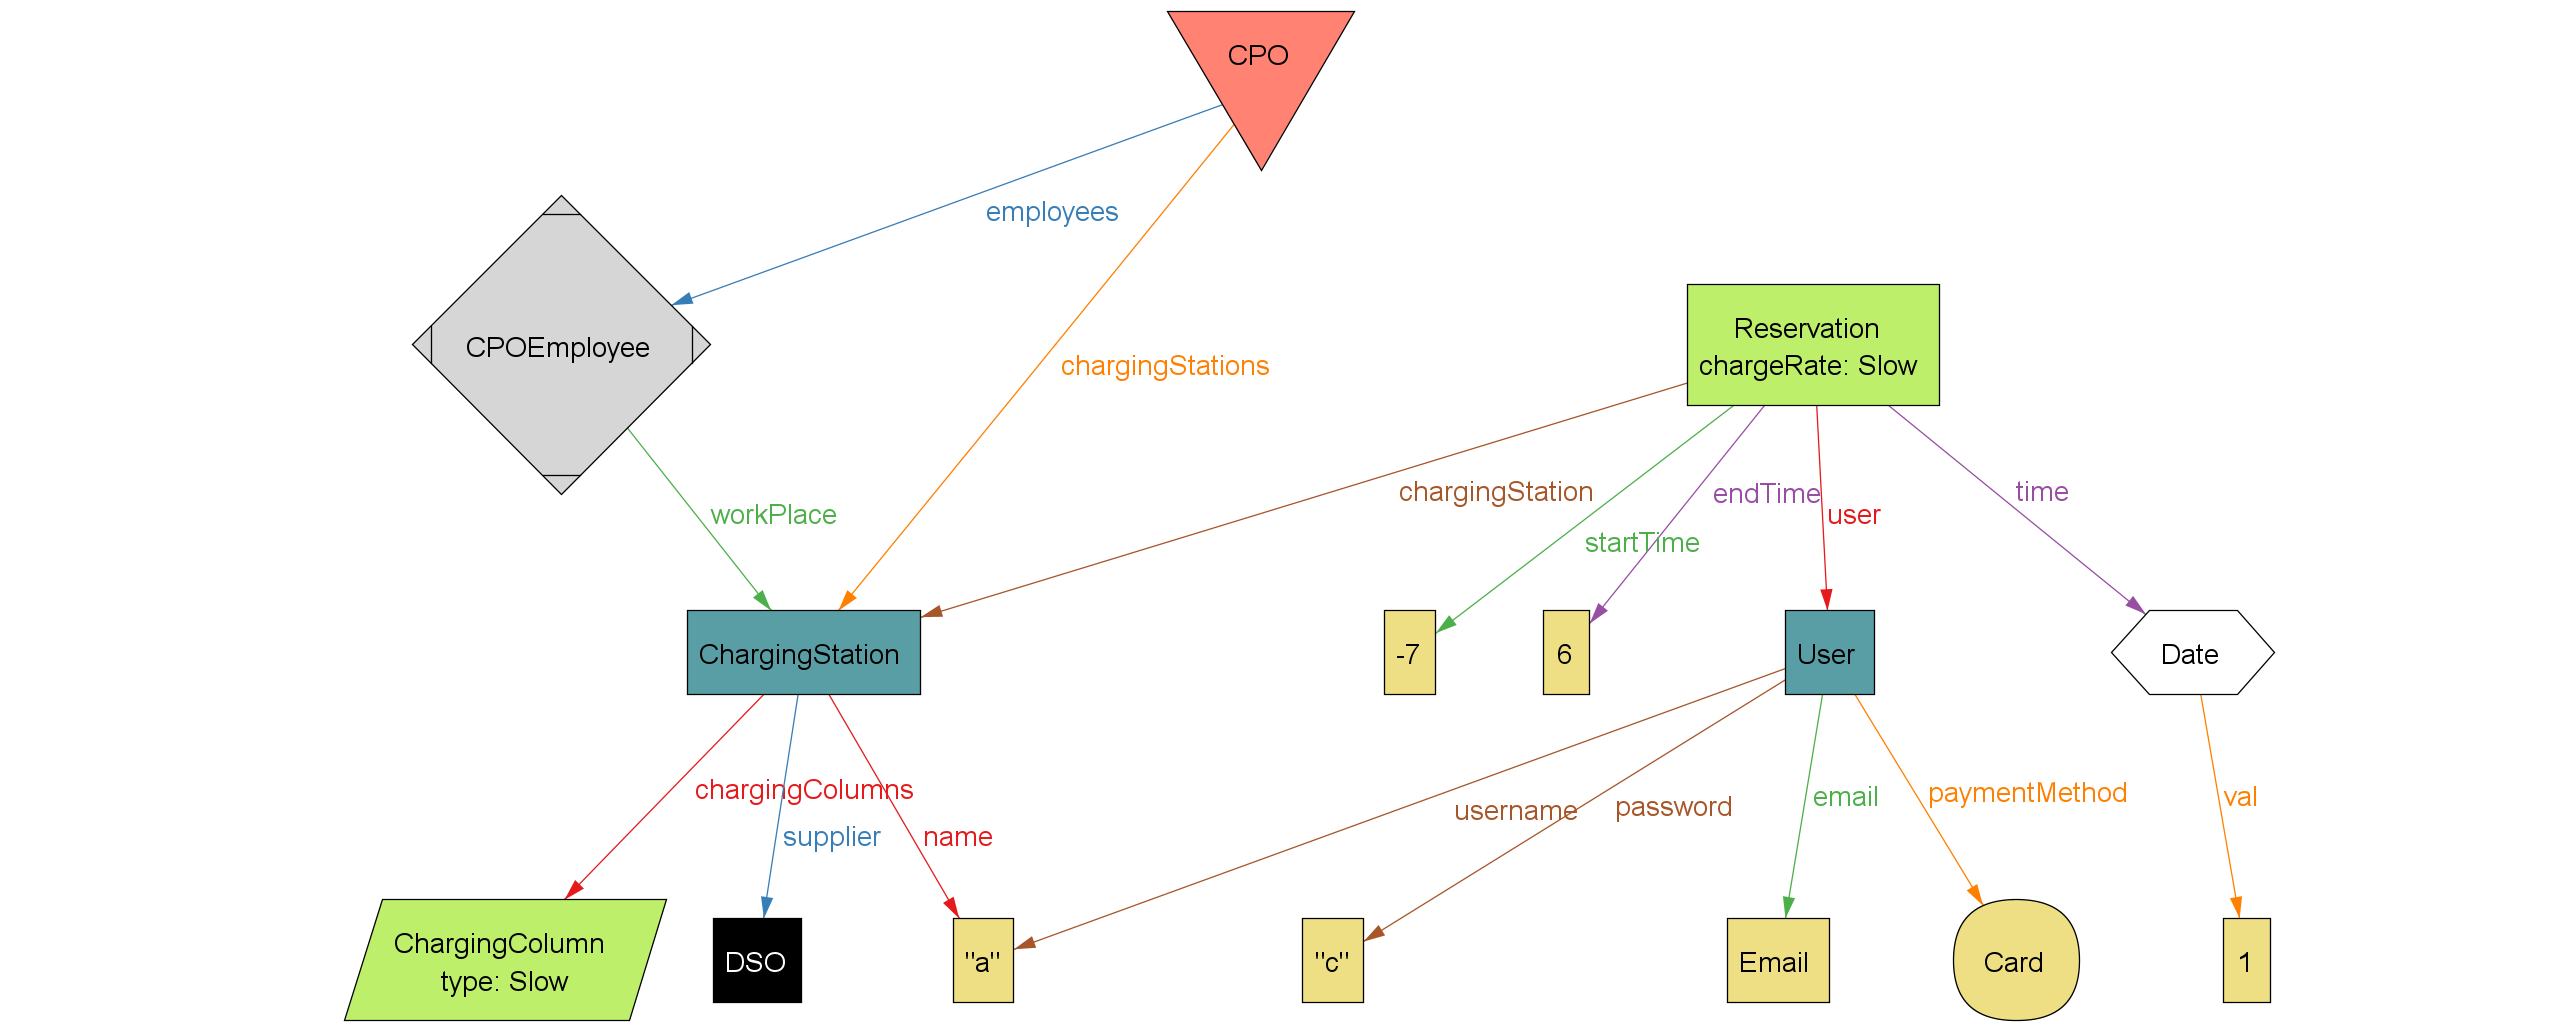 CPO
employees
CPOEmployee
chargingStations
Reservation
chargeRate: Slow
workPlace
chargingStation
startTime
endTime
user
time
ChargingStation
-7
6
User
Date
chargingColumns
supplier
name
username
password
email
paymentMethod
val
ChargingColumn
type: Slow
DSO
"a"
"c"
Email
Card
1